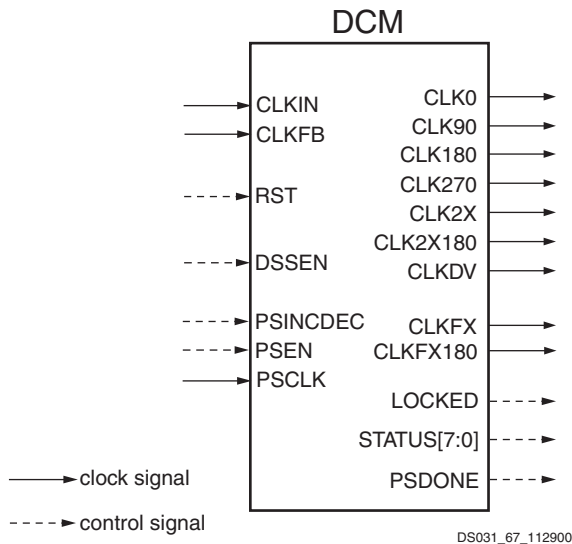 DCM
CLKIN
CLKFB
RST
DSSEN
PSINCDEC
PSEN
PSCLK
CLK0
CLK90
CLK180
CLK270
CLK2X
CLK2X180
CLKDV
CLKFX
CLKFX180
LOCKED
STATUS[7:0]
PSDONE
clock signal
control signal
DS031_67_112900